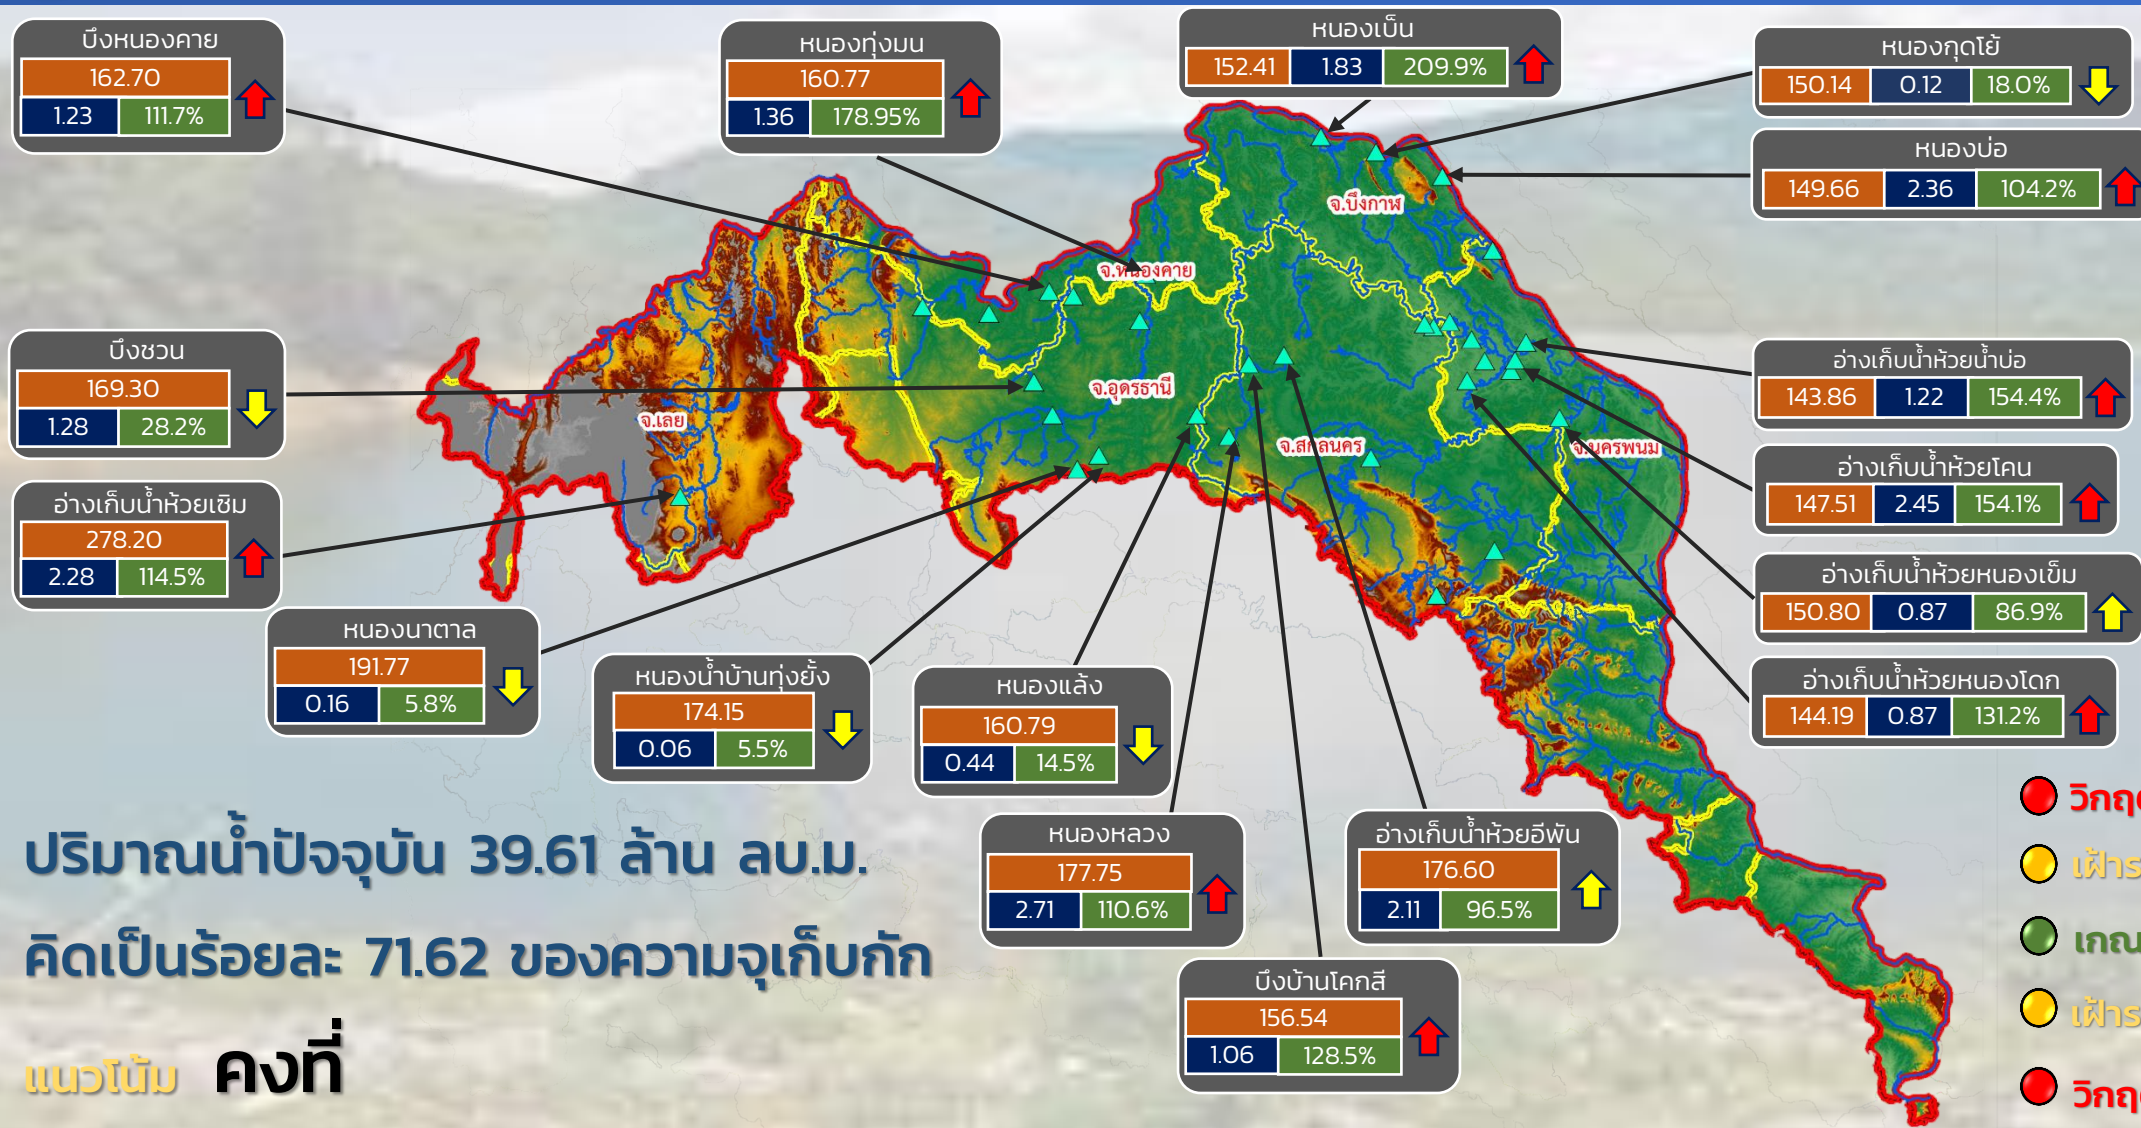 บึงหนองคาย
162.70
1.23 111.7%
หนองทุ่งมน
160.77
1.36 178.95%
หนองเบ็น
152.41 1.83 209.9%
หนองกุดโย้
150.14 0.12 18.0%
หนองบ่อ
149.66 2.36 104.2%
จ.บึงกาฬ
จ.หนองคาย
จ.อุดรธานี
จ.เลย
จ.สกลนคร
จ.นครพนม
บึงชวน
169.30
1.28 28.2%
อ่างเก็บน้ำห้วยน้ำบ่อ
143.86 1.22 154.4%
อ่างเก็บน้ำห้วยโคน
147.51 2.45 154.1%
อ่างเก็บน้ำห้วยเซิม
278.20
2.28 114.5%
อ่างเก็บน้ำห้วยหนองเข็ม
150.80 0.87 86.9%
หนองนาตาล
191.77
0.16 5.8%
หนองน้ำบ้านทุ่งยั้ง
174.15
0.06 5.5%
หนองแล้ง
160.79
0.44 14.5%
อ่างเก็บน้ำห้วยหนองโดก
144.19 0.87 131.2%
หนองหลวง
177.75
2.71 110.6%
อ่างเก็บน้ำห้วยอีพัน
176.60
2.11 96.5%
บึงบ้านโคกสี
156.54
1.06 128.5%
ปริมาณน้ำปัจจุบัน 39.61 ล้าน ลบ.ม.
คิดเป็นร้อยละ 71.62 ของความจุเก็บกัก
แนวโน้ม คงที่